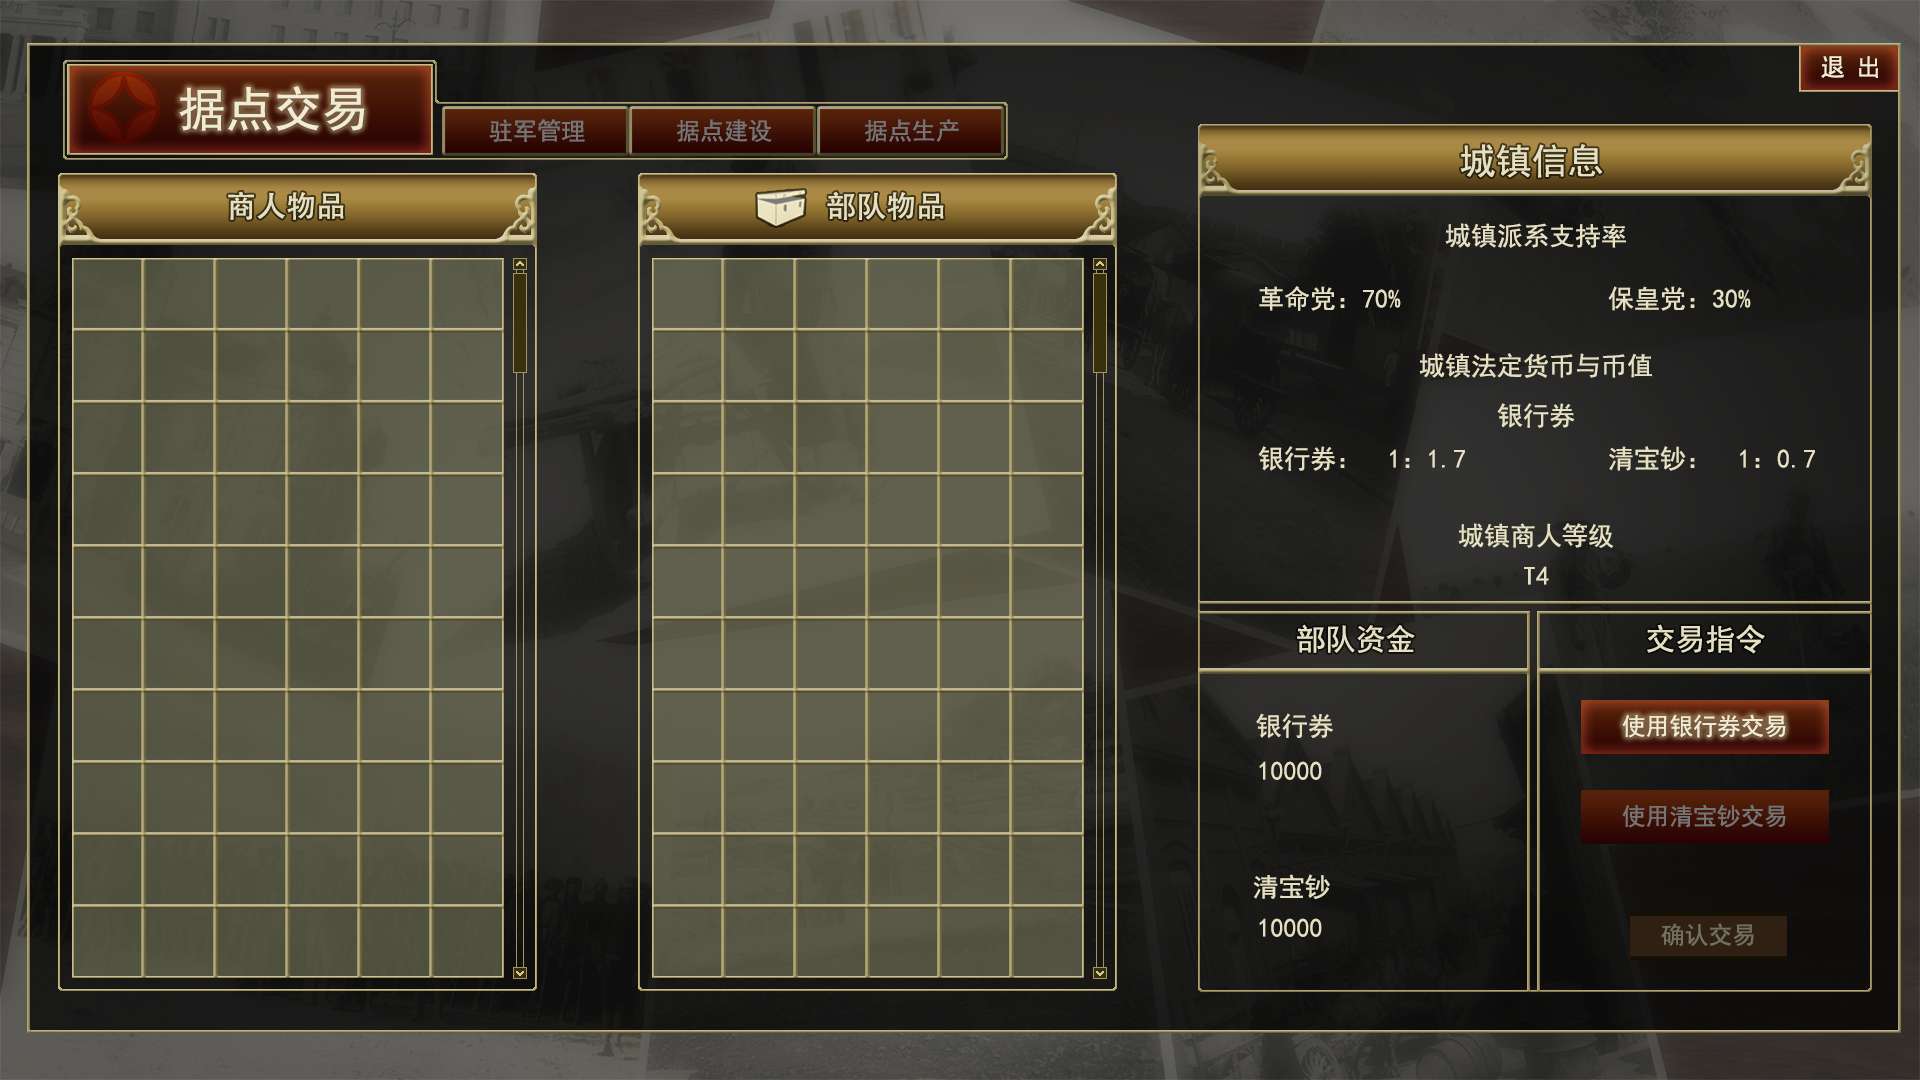 退 出
据点交易
驻军管理
据点建设
据点生产
商人物品
部队物品
城镇信息
城镇派系支持率
革命党：70%
保皇党：30%
城镇法定货币与币值
银行券
银行券： 1：1.7
清宝钞： 1：0.7
城镇商人等级
T4
部队资金
交易指令
银行券
10000
清宝钞
10000
使用银行券交易
使用清宝钞交易
确认交易